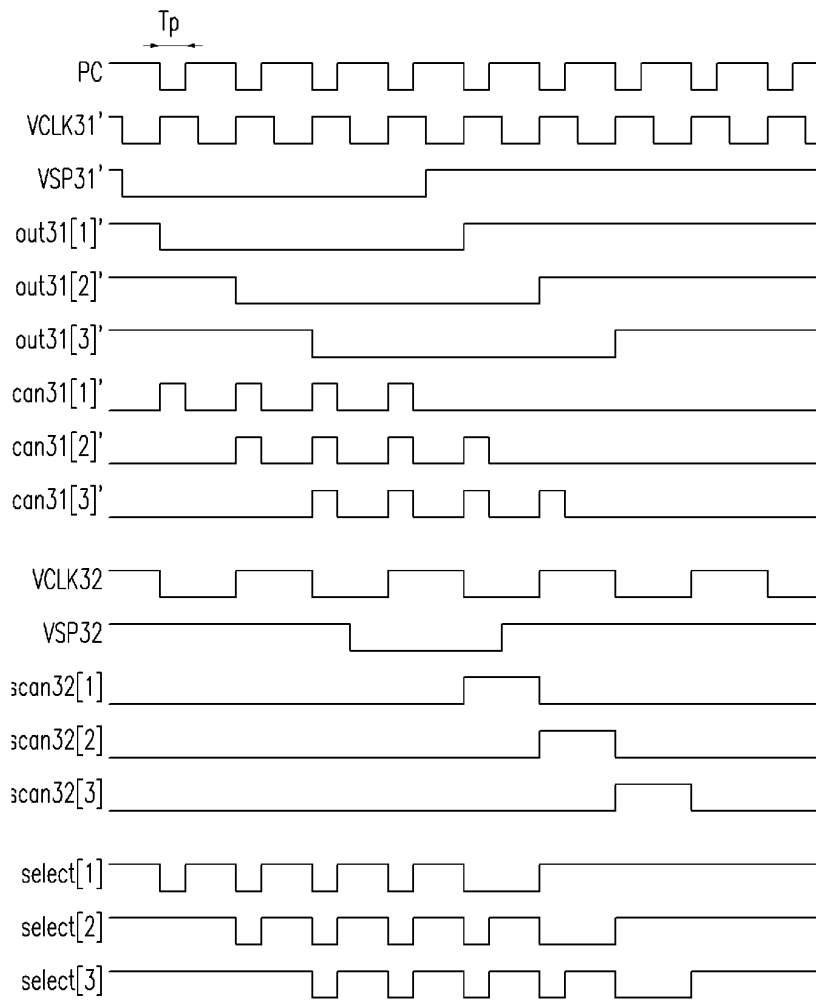 Tp
PC
VCLK31'
VSP31'
out31[1]'
out31[2]'
out31[3]'
can31[1]'
can31[2]'
can31[3]'
VCLK32
VSP32
scan32[1]
scan32[2]
scan32[3]
select[1]
select[2]
select[3]